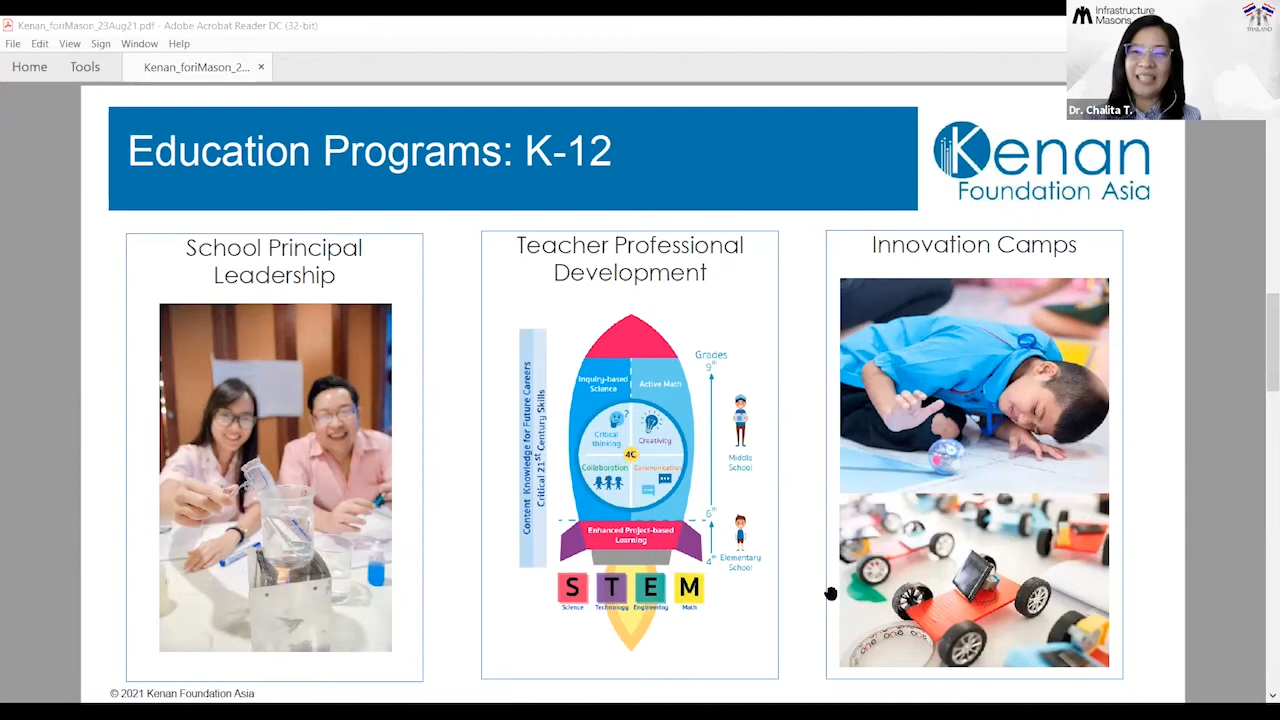 Kenan_foriMason_23Aug21.pdf - Adobe Acrobat Reader DC (32-bit)
File Edit View Sign Window Help
Home Tools Kenan_foriMason_2... ×
Infrastructure
Masons
THAILAND
Dr. Chalita T.
Education Programs: K-12
Kenan
Foundation Asia
School Principal
Leadership
Teacher Professional
Development
Content Knowledge for Future Careers
Critical 21st Century Skills
Inquiry-based
Science
Active Math
Critical
thinking
Creativity
4C
Collaboration
Communication
Enhanced Project-based
Learning
S T E M
Science Technology Engineering Math
Grades
9th
Middle
School
6th
4th
Elementary
School
Innovation Camps
© 2021 Kenan Foundation Asia